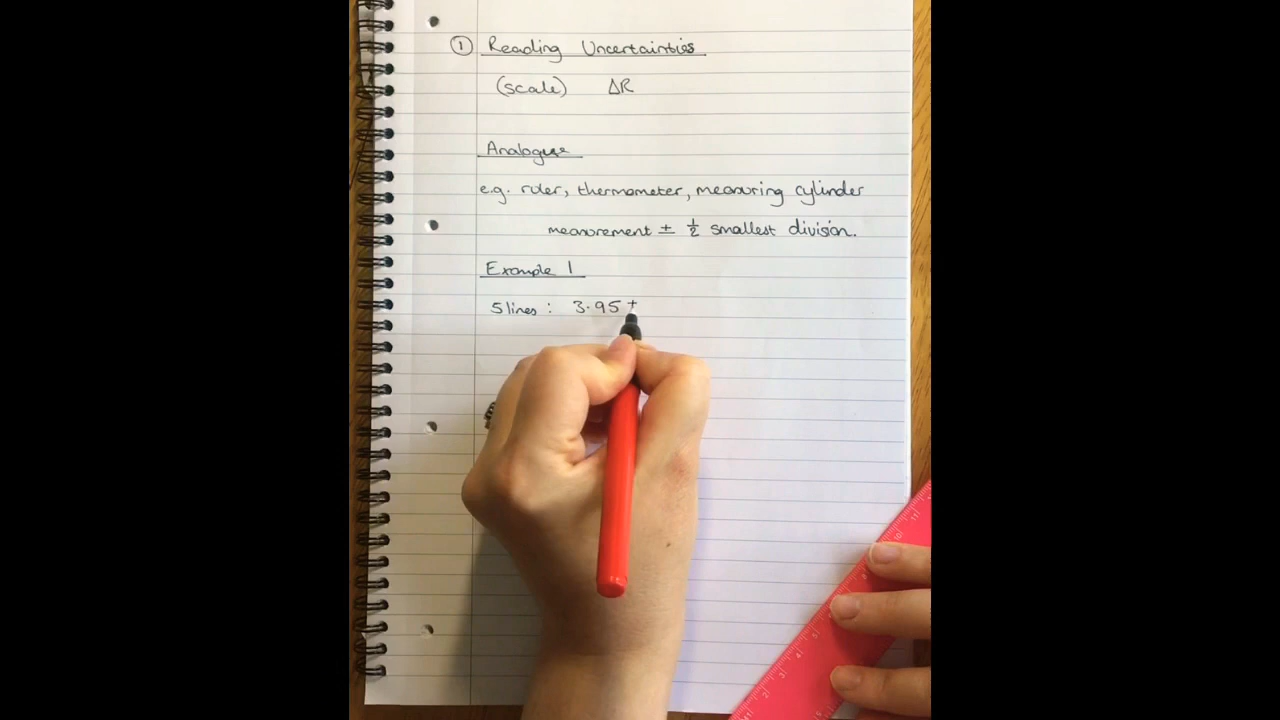 ① Reading Uncertainties
(scale) ΔR
Analogue
e.g. ruler, thermometer, measuring cylinder
measurement ± ½ smallest division.
Example 1
5 lines : 3.95 ±